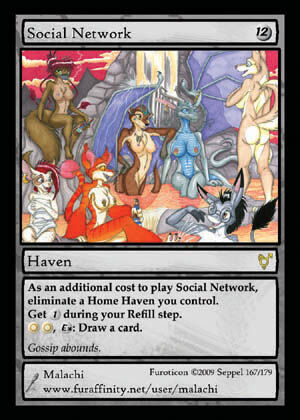 Social Network 12
Haven
As an additional cost to play Social Network,
eliminate a Home Haven you control.
Get 1 during your Refill step.
, E: Draw a card.
Gossip abounds.
Furoticon ©2009 Seppel 167/179
Malachi
www.furaffinity.net/user/malachi